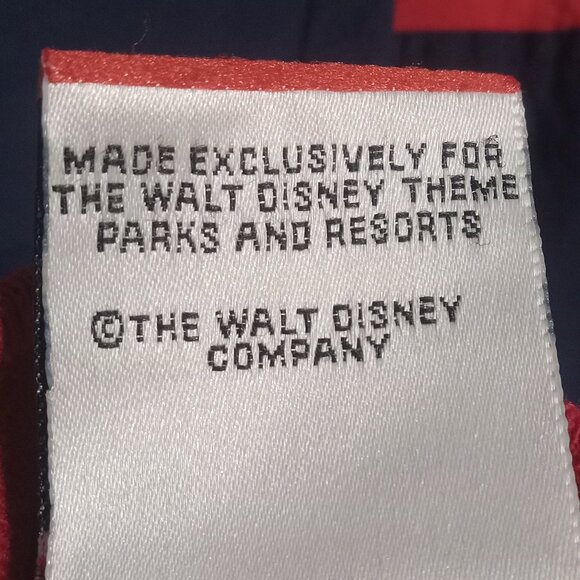 MADE EXCLUSIVELY FOR
THE WALT DISNEY THEME
PARKS AND RESORTS
©THE WALT DISNEY
COMPANY